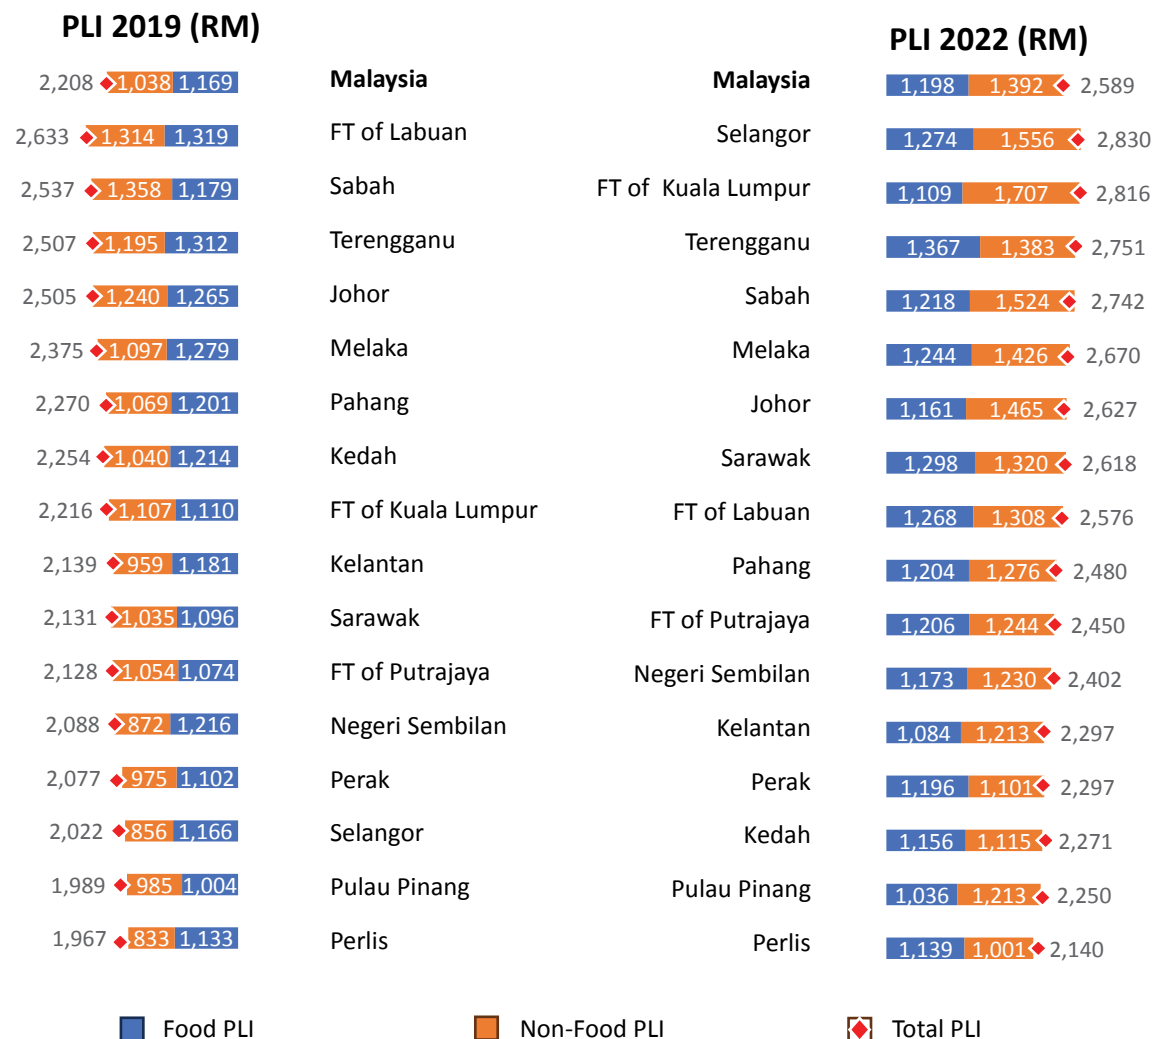 PLI 2019 (RM)
PLI 2022 (RM)
2,208 1,038 1,169 Malaysia Malaysia 1,198 1,392 2,589
2,633 1,314 1,319 FT of Labuan Selangor 1,274 1,556 2,830
2,537 1,358 1,179 Sabah FT of Kuala Lumpur 1,109 1,707 2,816
2,507 1,195 1,312 Terengganu Terengganu 1,367 1,383 2,751
2,505 1,240 1,265 Johor Sabah 1,218 1,524 2,742
2,375 1,097 1,279 Melaka Melaka 1,244 1,426 2,670
2,270 1,069 1,201 Pahang Johor 1,161 1,465 2,627
2,254 1,040 1,214 Kedah Sarawak 1,298 1,320 2,618
2,216 1,107 1,110 FT of Kuala Lumpur FT of Labuan 1,268 1,308 2,576
2,139 959 1,181 Kelantan Pahang 1,204 1,276 2,480
2,131 1,035 1,096 Sarawak FT of Putrajaya 1,206 1,244 2,450
2,128 1,054 1,074 FT of Putrajaya Negeri Sembilan 1,173 1,230 2,402
2,088 872 1,216 Negeri Sembilan Kelantan 1,084 1,213 2,297
2,077 975 1,102 Perak Perak 1,196 1,101 2,297
2,022 856 1,166 Selangor Kedah 1,156 1,115 2,271
1,989 985 1,004 Pulau Pinang Pulau Pinang 1,036 1,213 2,250
1,967 833 1,133 Perlis Perlis 1,139 1,001 2,140
Food PLI Non-Food PLI Total PLI